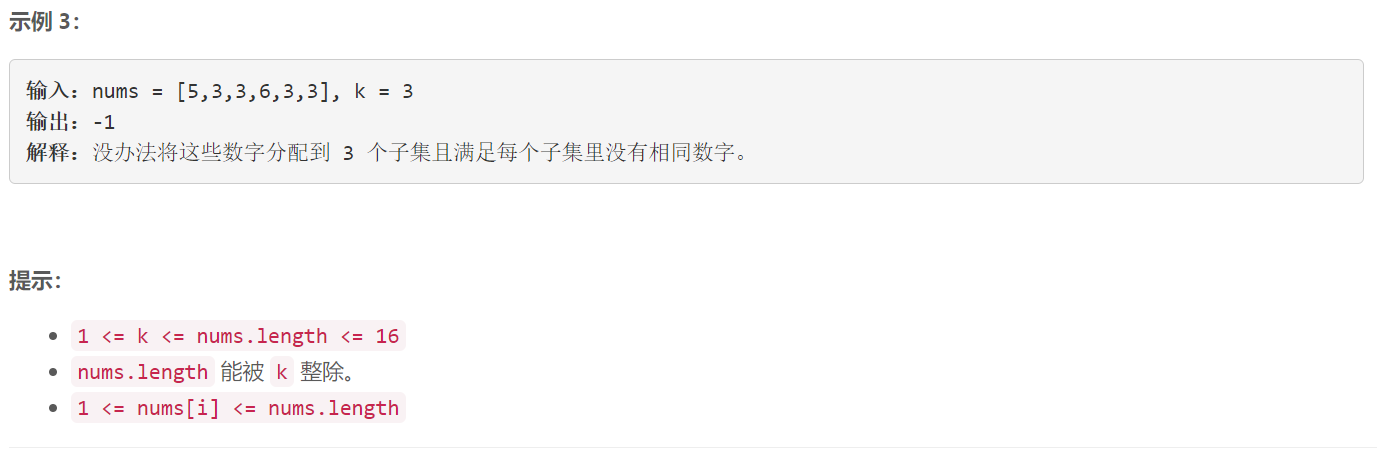 示例 3:
输入: nums = [5,3,3,6,3,3], k = 3
输出: -1
解释: 没办法将这些数字分配到 3 个子集且满足每个子集里没有相同数字。
提示:
1 <= k <= nums.length <= 16
nums.length 能被 k 整除。
1 <= nums[i] <= nums.length